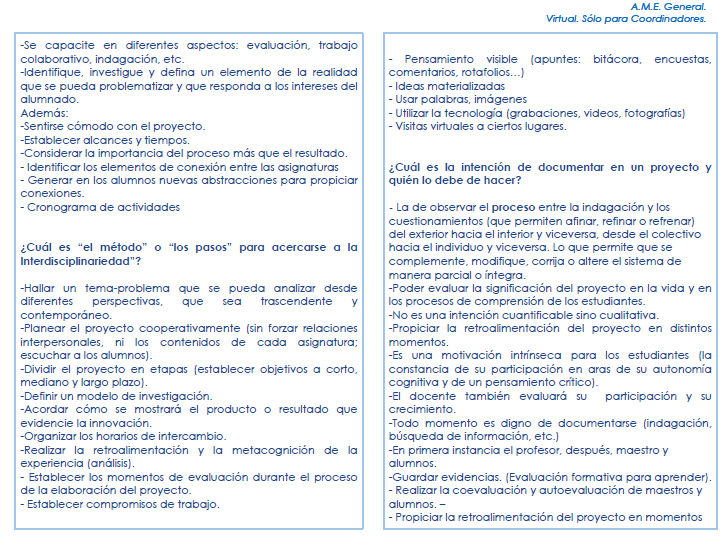 A.M.E. General.
Virtual. Sólo para Coordinadores.
-Se capacite en diferentes aspectos: evaluación, trabajo
colaborativo, indagación, etc.
-Identifique, investigue y defina un elemento de la realidad
que se pueda problematizar y que responda a los intereses del
alumnado.
Además:
-Sentirse cómodo con el proyecto.
-Establecer alcances y tiempos.
-Considerar la importancia del proceso más que el resultado.
- Identificar los elementos de conexión entre las asignaturas
- Generar en los alumnos nuevas abstracciones para propiciar
conexiones.
- Cronograma de actividades
¿Cuál es “el método” o “los pasos” para acercarse a la
Interdisciplinariedad”?
-Hallar un tema-problema que se pueda analizar desde
diferentes perspectivas, que sea trascendente y
contemporáneo.
-Planear el proyecto cooperativamente (sin forzar relaciones
interpersonales, ni los contenidos de cada asignatura;
escuchar a los alumnos).
-Dividir el proyecto en etapas (establecer objetivos a corto,
mediano y largo plazo).
-Definir un modelo de investigación.
-Acordar cómo se mostrará el producto o resultado que
evidencie la innovación.
-Organizar los horarios de intercambio.
-Realizar la retroalimentación y la metacognición de la
experiencia (análisis).
- Establecer los momentos de evaluación durante el proceso
de la elaboración del proyecto.
- Establecer compromisos de trabajo.
- Pensamiento visible (apuntes: bitácora, encuestas,
comentarios, rotafolios…)
- Ideas materializadas
- Usar palabras, imágenes
- Utilizar la tecnología (grabaciones, videos, fotografías)
- Visitas virtuales a ciertos lugares.
¿Cuál es la intención de documentar en un proyecto y
quién lo debe de hacer?
- La de observar el proceso entre la indagación y los
cuestionamientos (que permiten afinar, refinar o refrenar)
del exterior hacia el interior y viceversa, desde el colectivo
hacia el individuo y viceversa. Lo que permite que se
complemente, modifique, corrija o altere el sistema de
manera parcial o íntegra.
-Poder evaluar la significación del proyecto en la vida y en
los procesos de comprensión de los estudiantes.
-No es una intención cuantificable sino cualitativa.
-Propiciar la retroalimentación del proyecto en distintos
momentos.
-Es una motivación intrínseca para los estudiantes (la
constancia de su participación en aras de su autonomía
cognitiva y de un pensamiento crítico).
-El docente también evaluará su participación y su
crecimiento.
-Todo momento es digno de documentarse (indagación,
búsqueda de información, etc.)
-En primera instancia el profesor, después, maestro y
alumnos.
-Guardar evidencias. (Evaluación formativa para aprender).
- Realizar la coevaluación y autoevaluación de maestros y
alumnos. –
- Propiciar la retroalimentación del proyecto en momentos